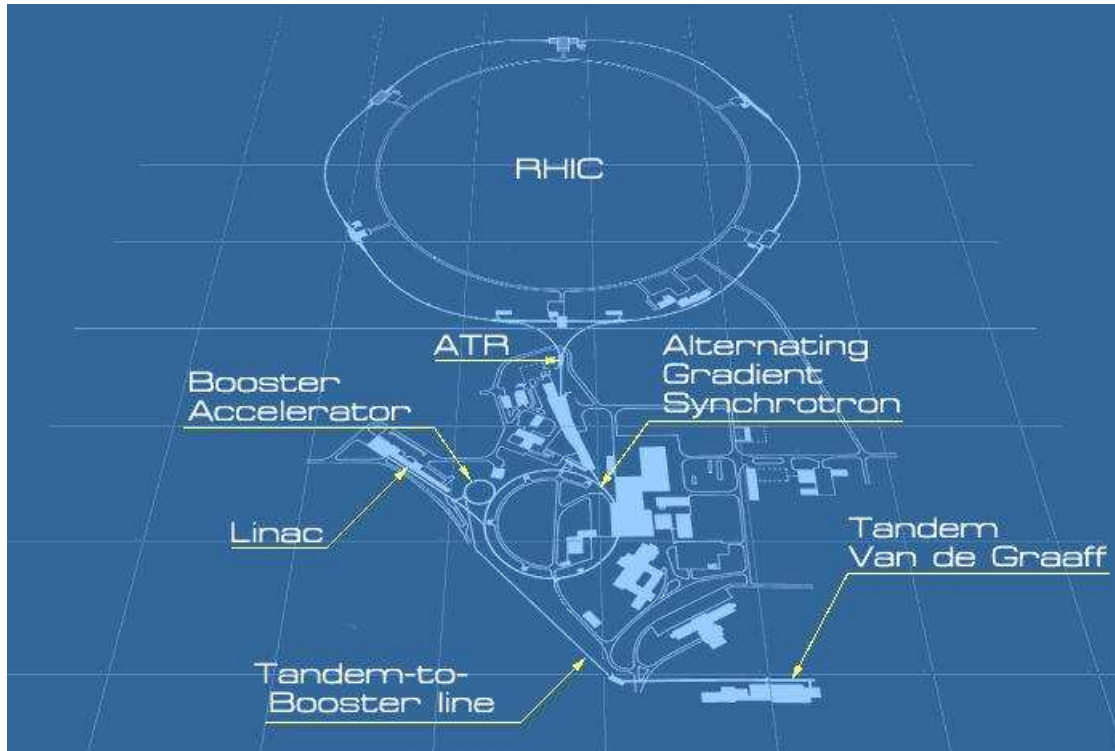 RHIC
ATR
Alternating
Gradient
Synchrotron
Booster
Accelerator
Linac
Tandem
Van de Graaff
Tandem-to-
Booster line